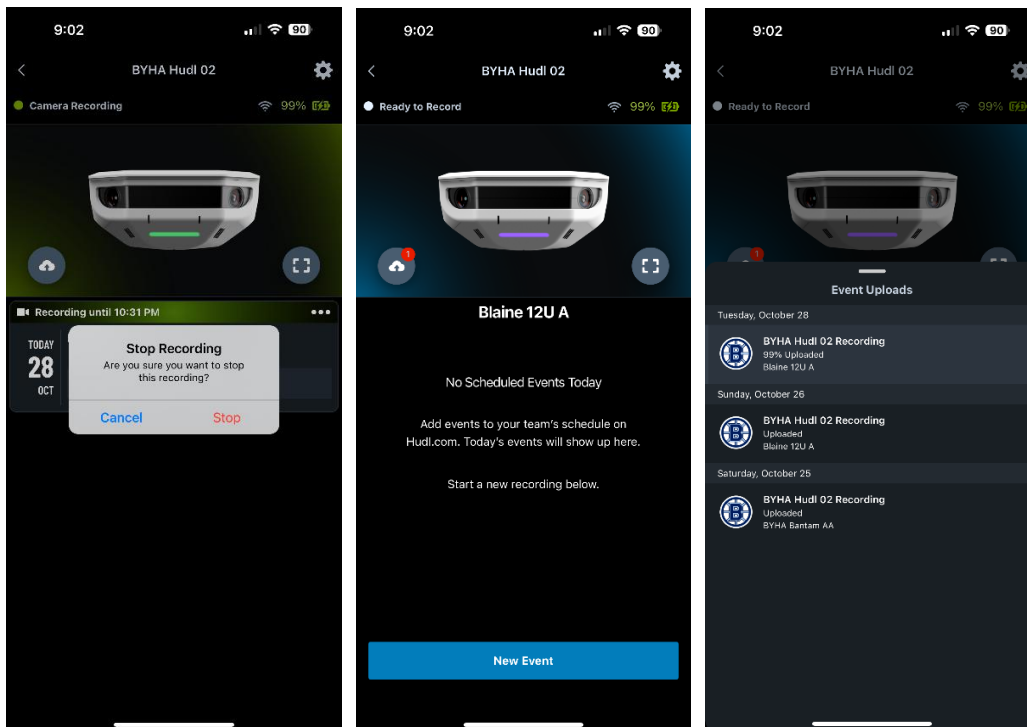 9:02
90
BYHA Hudl 02
Camera Recording
99%
Recording until 10:31 PM
TODAY
28
OCT
Stop Recording
Are you sure you want to stop
this recording?
Cancel
Stop
9:02
90
BYHA Hudl 02
Ready to Record
99%
1
Blaine 12U A
No Scheduled Events Today
Add events to your team's schedule on
Hudl.com. Today's events will show up here.
Start a new recording below.
New Event
9:02
90
BYHA Hudl 02
Ready to Record
99%
1
Event Uploads
Tuesday, October 28
B
BYHA Hudl 02 Recording
99% Uploaded
Blaine 12U A
Sunday, October 26
B
BYHA Hudl 02 Recording
Uploaded
Blaine 12U A
Saturday, October 25
B
BYHA Hudl 02 Recording
Uploaded
BYHA Bantam AA